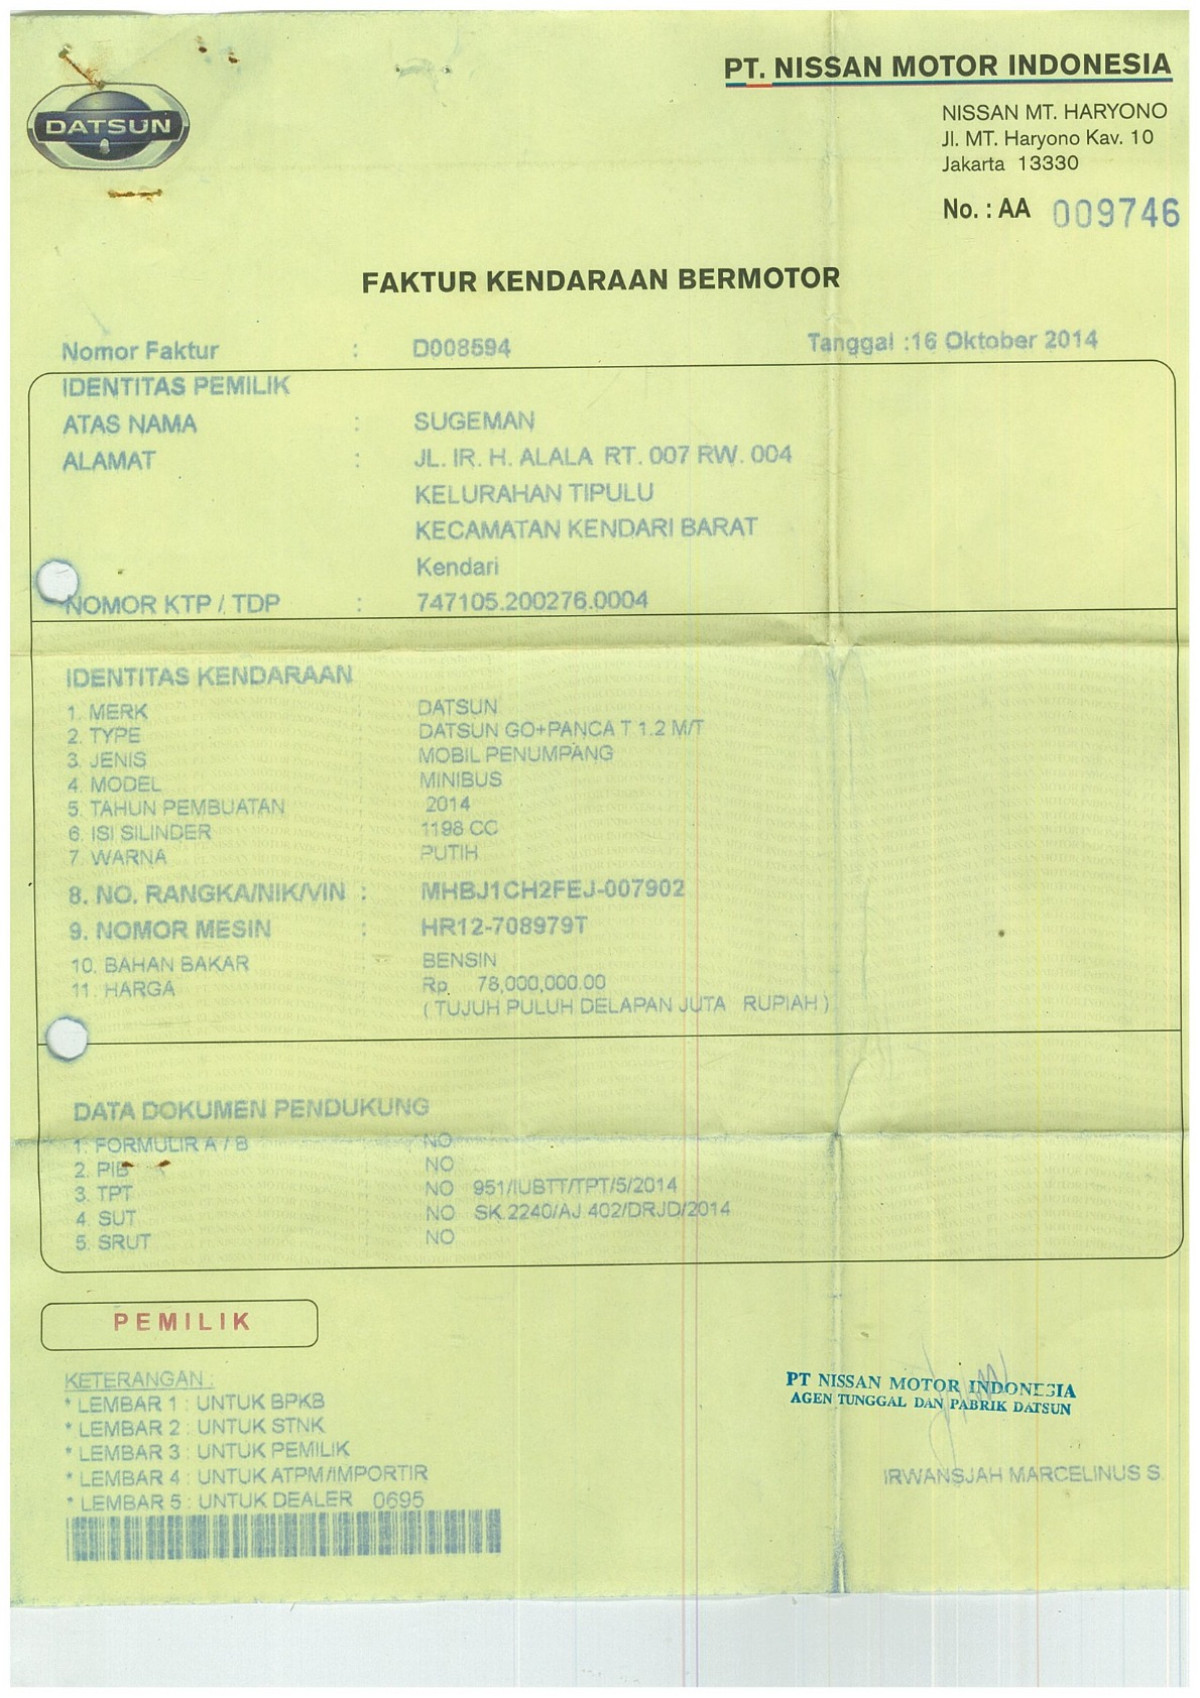 DATSUN
PT. NISSAN MOTOR INDONESIA
NISSAN MT. HARYONO
Jl. MT. Haryono Kav. 10
Jakarta 13330
No. : AA 009746
FAKTUR KENDARAAN BERMOTOR
Nomor Faktur : D008594 Tanggal :16 Oktober 2014
IDENTITAS PEMILIK
ATAS NAMA : SUGEMAN
ALAMAT : JL. IR. H. ALALA RT. 007 RW. 004
KELURAHAN TIPULU
KECAMATAN KENDARI BARAT
Kendari
NOMOR KTP / TDP : 747105.200276.0004
IDENTITAS KENDARAAN
1. MERK : DATSUN
2. TYPE : DATSUN GO+PANCA T 1.2 M/T
3. JENIS : MOBIL PENUMPANG
4. MODEL : MINIBUS
5. TAHUN PEMBUATAN : 2014
6. ISI SILINDER : 1198 CC
7. WARNA : PUTIH
8. NO. RANGKA/NIK/VIN : MHBJ1CH2FEJ-007902
9. NOMOR MESIN : HR12-708979T
10. BAHAN BAKAR : BENSIN
11. HARGA : Rp. 78,000,000.00
( TUJUH PULUH DELAPAN JUTA RUPIAH )
DATA DOKUMEN PENDUKUNG
1. FORMULIR A / B : NO
2. PIB : NO
3. TPT : NO 951/IUBTT/TPT/5/2014
4. SUT : NO SK.2240/AJ.402/DRJD/2014
5. SRUT : NO
PEMILIK
KETERANGAN :
* LEMBAR 1 : UNTUK BPKB
* LEMBAR 2 : UNTUK STNK
* LEMBAR 3 : UNTUK PEMILIK
* LEMBAR 4 : UNTUK ATPM/IMPORTIR
* LEMBAR 5 : UNTUK DEALER 0695
PT NISSAN MOTOR INDONESIA
AGEN TUNGGAL DAN PABRIK DATSUN
IRWANSJAH MARCELINUS S.